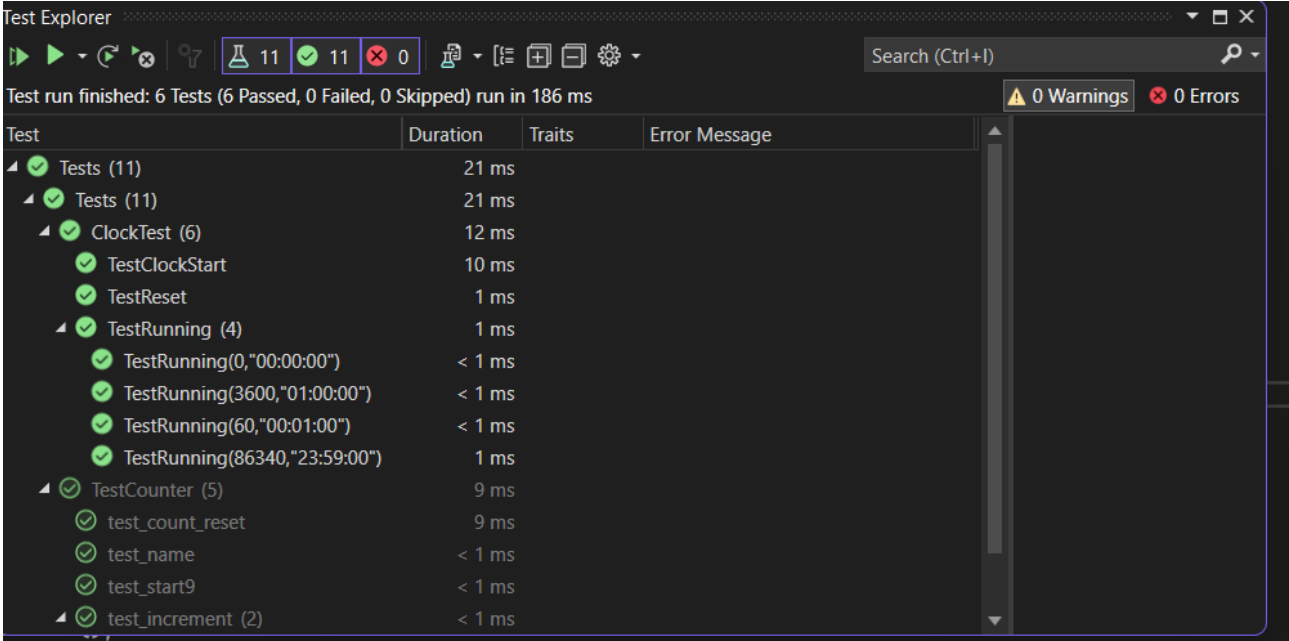 Test Explorer
11 11 0 Search (Ctrl+I)
Test run finished: 6 Tests (6 Passed, 0 Failed, 0 Skipped) run in 186 ms 0 Warnings 0 Errors
Test Duration Traits Error Message
Tests (11) 21 ms
Tests (11) 21 ms
ClockTest (6) 12 ms
TestClockStart 10 ms
TestReset 1 ms
TestRunning (4) 1 ms
TestRunning(0,"00:00:00") < 1 ms
TestRunning(3600,"01:00:00") < 1 ms
TestRunning(60,"00:01:00") < 1 ms
TestRunning(86340,"23:59:00") 1 ms
TestCounter (5) 9 ms
test_count_reset 9 ms
test_name < 1 ms
test_start9 < 1 ms
test_increment (2) < 1 ms